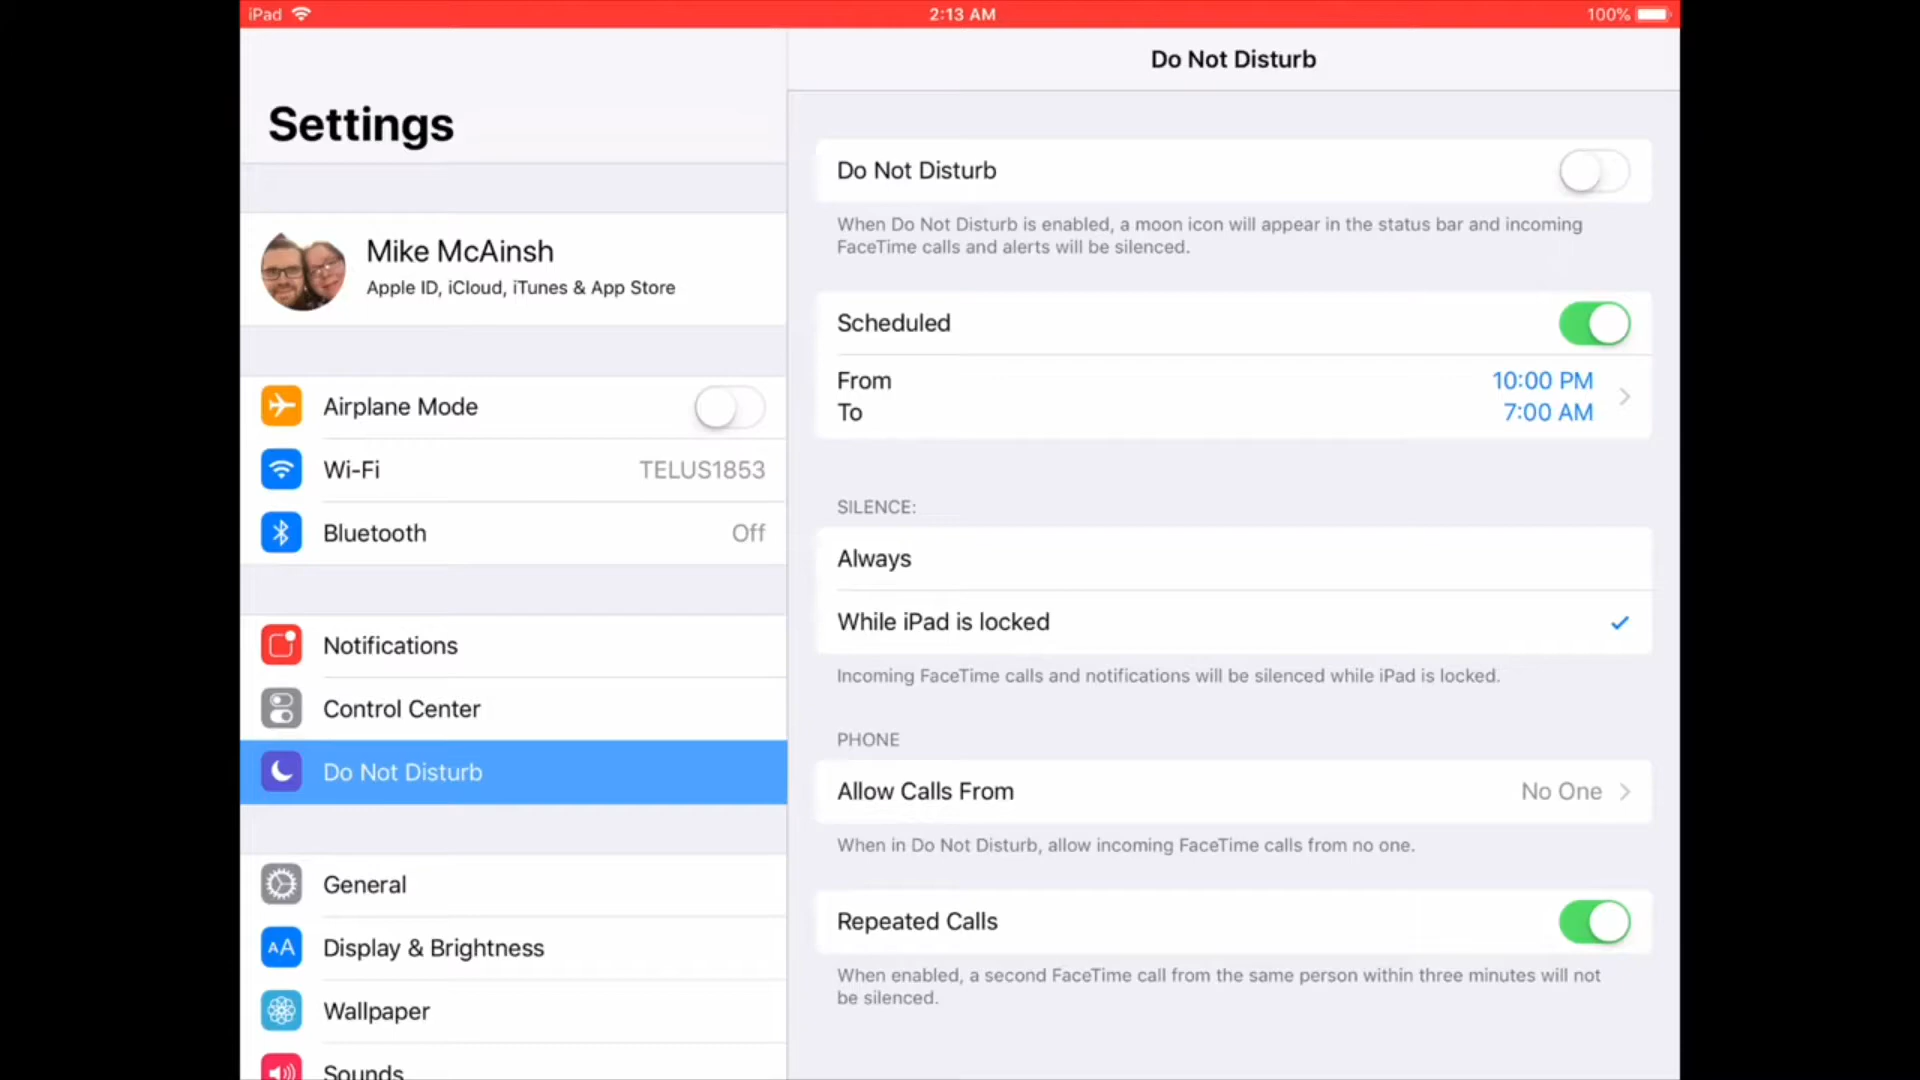 iPad
2:13 AM
100%
Settings
Mike McAinsh
Apple ID, iCloud, iTunes & App Store
Airplane Mode
Wi-Fi
TELUS1853
Bluetooth
Off
Notifications
Control Center
Do Not Disturb
General
AA
Display & Brightness
Wallpaper
Sounds
Do Not Disturb
Do Not Disturb
When Do Not Disturb is enabled, a moon icon will appear in the status bar and incoming
FaceTime calls and alerts will be silenced.
Scheduled
From
10:00 PM
To
7:00 AM
SILENCE:
Always
While iPad is locked
Incoming FaceTime calls and notifications will be silenced while iPad is locked.
PHONE
Allow Calls From
No One
When in Do Not Disturb, allow incoming FaceTime calls from no one.
Repeated Calls
When enabled, a second FaceTime call from the same person within three minutes will not
be silenced.